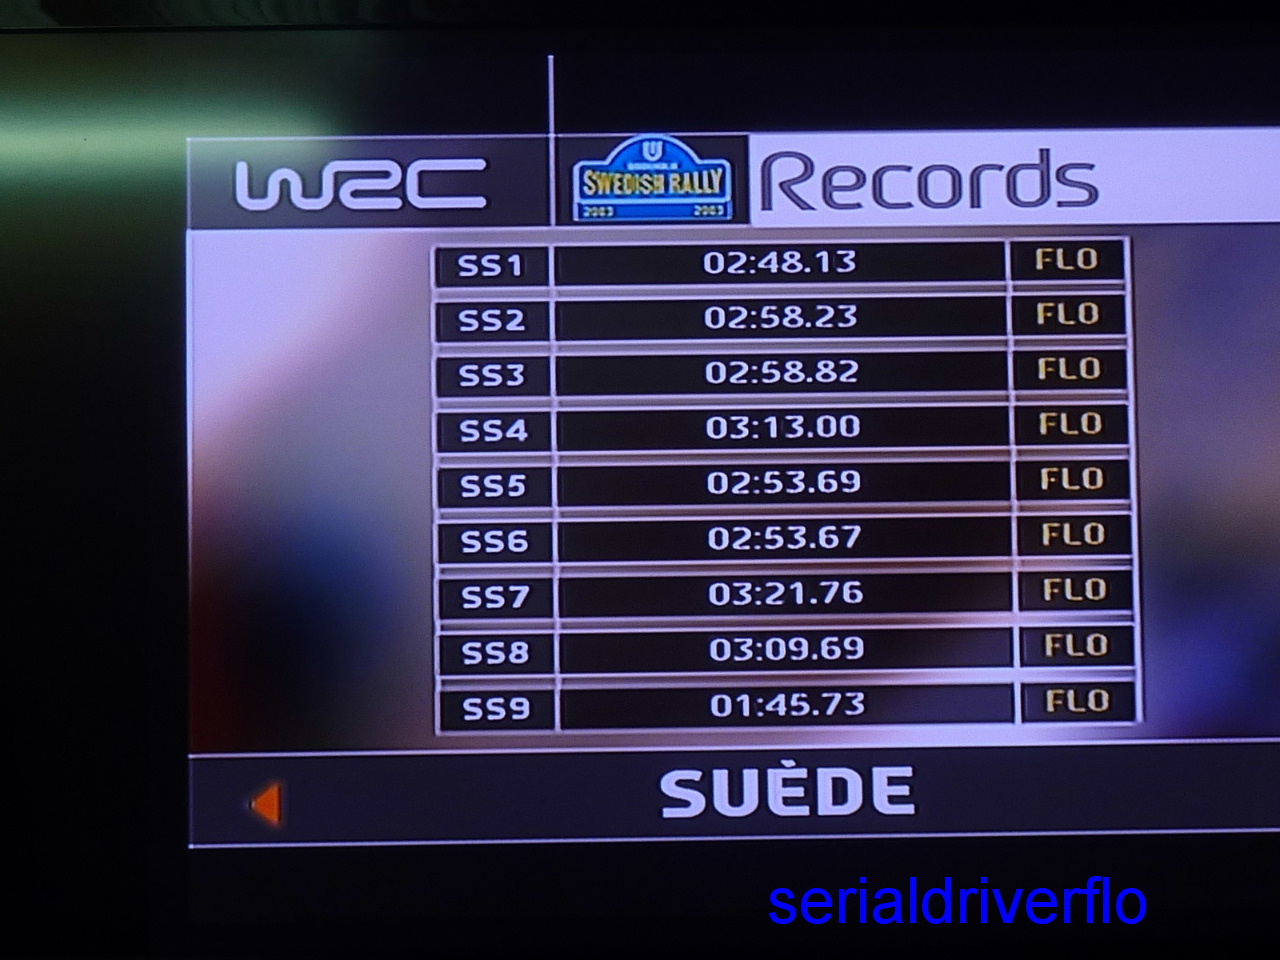 WRC SWEDISH RALLY Records
2003 2003
SS1 02:48.13 FLO
SS2 02:58.23 FLO
SS3 02:58.82 FLO
SS4 03:13.00 FLO
SS5 02:53.69 FLO
SS6 02:53.67 FLO
SS7 03:21.76 FLO
SS8 03:09.69 FLO
SS9 01:45.73 FLO
SUÈDE
serialdriverflo